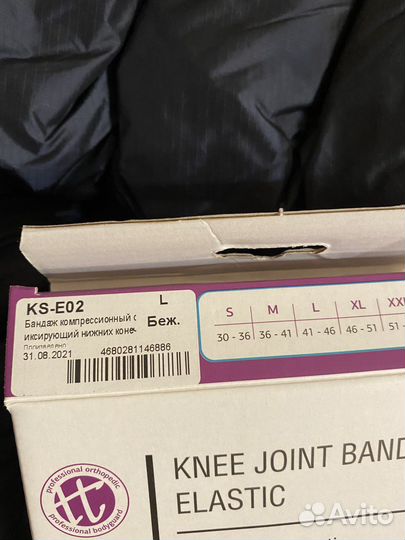 KS-E02
L
Бандаж компрессионный
Беж.
иксирующий нижних
Произведено
31.08.2021
4680281146886
S M L XL
30 - 36 36 - 41 41 - 46 46 - 51 51 -
professional orthopedic
professional bodyguard
KNEE JOINT BAND
ELASTIC
Avito